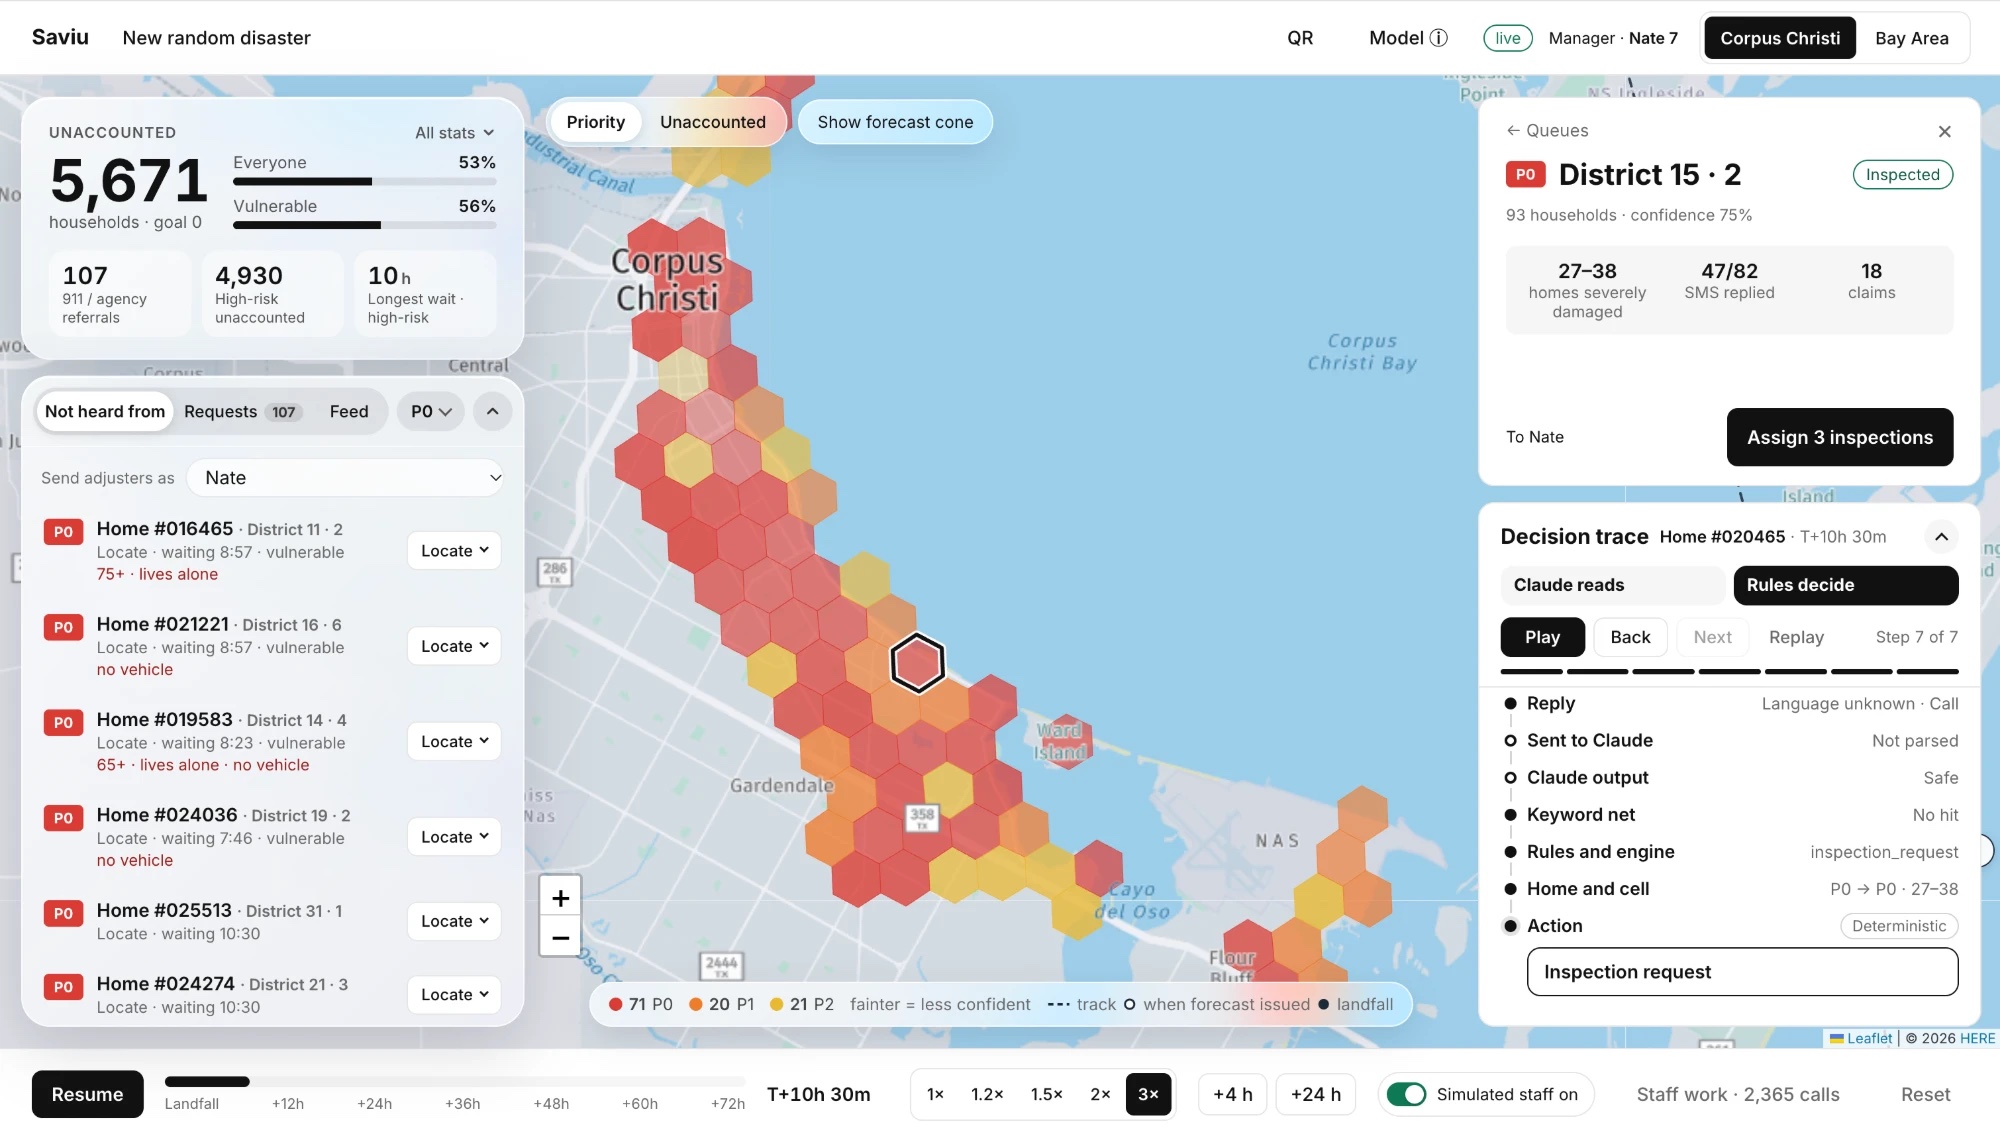 Saviu
New random disaster
QR
Model ⓘ
live
Manager · Nate 7
Corpus Christi
Bay Area
UNACCOUNTED
All stats
5,671
households · goal 0
Everyone 53%
Vulnerable 56%
107
911 / agency
referrals
4,930
High-risk
unaccounted
10 h
Longest wait ·
high-risk
Not heard from
Requests 107
Feed
P0
Send adjusters as
Nate
P0 Home #016465 · District 11 · 2
Locate · waiting 8:57 · vulnerable
75+ · lives alone
Locate
P0 Home #021221 · District 16 · 6
Locate · waiting 8:57 · vulnerable
no vehicle
Locate
P0 Home #019583 · District 14 · 4
Locate · waiting 8:23 · vulnerable
65+ · lives alone · no vehicle
Locate
P0 Home #024036 · District 19 · 2
Locate · waiting 7:46 · vulnerable
no vehicle
Locate
P0 Home #025513 · District 31 · 1
Locate · waiting 10:30
Locate
P0 Home #024274 · District 21 · 3
Locate · waiting 10:30
Locate
Priority
Unaccounted
Show forecast cone
Industrial Canal
Corpus
Christi
Central
Corpus
Christi Bay
286
TX
Ward
Island
Gardendale
358
TX
NAS
Cayo
del Oso
Flour
Bluff
2444
TX
Point
NS Ingleside
Island
+
−
71 P0
20 P1
21 P2
fainter = less confident
track
when forecast issued
landfall
← Queues
×
P0 District 15 · 2
Inspected
93 households · confidence 75%
27–38
homes severely
damaged
47/82
SMS replied
18
claims
To Nate
Assign 3 inspections
Decision trace Home #020465 · T+10h 30m
Claude reads
Rules decide
Play
Back
Next
Replay
Step 7 of 7
Reply Language unknown · Call
Sent to Claude Not parsed
Claude output Safe
Keyword net No hit
Rules and engine inspection_request
Home and cell P0 → P0 · 27–38
Action Deterministic
Inspection request
Leaflet | © 2026 HERE
Resume
Landfall +12h +24h +36h +48h +60h +72h
T+10h 30m
1× 1.2× 1.5× 2× 3×
+4 h
+24 h
Simulated staff on
Staff work · 2,365 calls
Reset